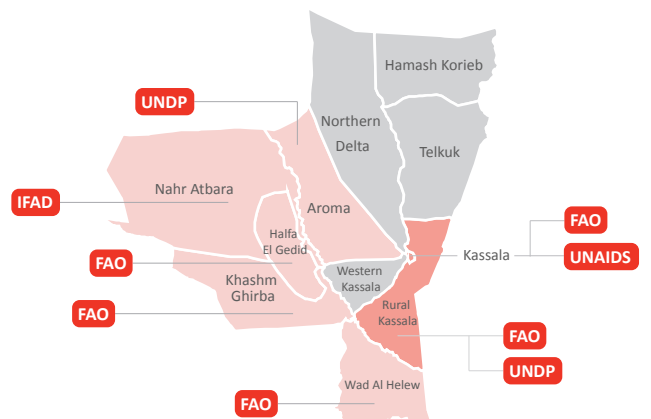 Hamash Korieb
UNDP
Northern
Delta
Telkuk
Nahr Atbara
IFAD
Aroma
FAO
Halfa
El Gedid
Kassala
UNAIDS
FAO
Western
Kassala
Khashm
Ghirba
Rural
Kassala
FAO
FAO
UNDP
Wad Al Helew
FAO